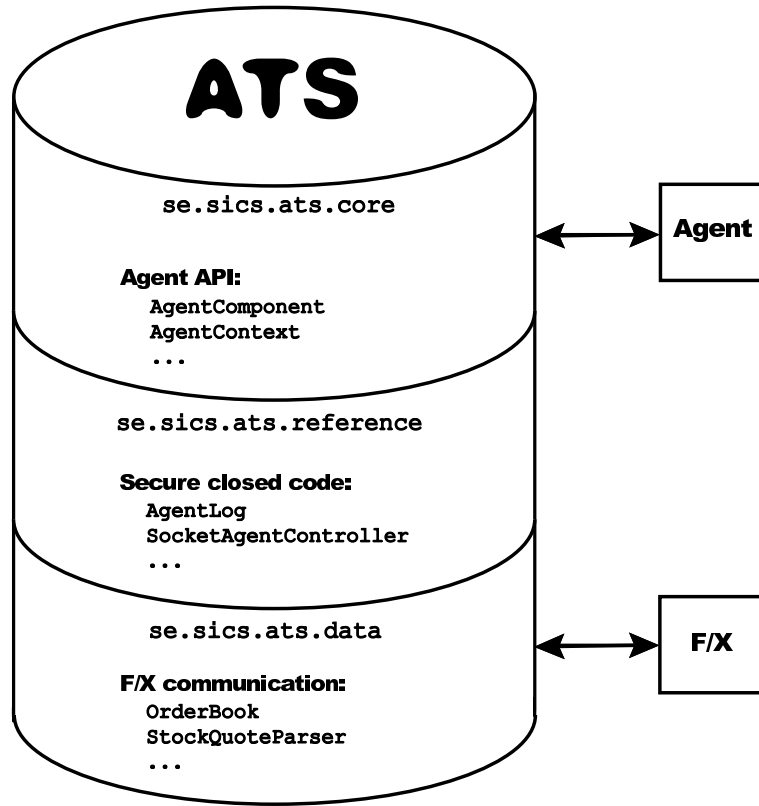 ATS
se.sics.ats.core
Agent
Agent API:
AgentComponent
AgentContext
...
se.sics.ats.reference
Secure closed code:
AgentLog
SocketAgentController
...
se.sics.ats.data
F/X
F/X communication:
OrderBook
StockQuoteParser
...